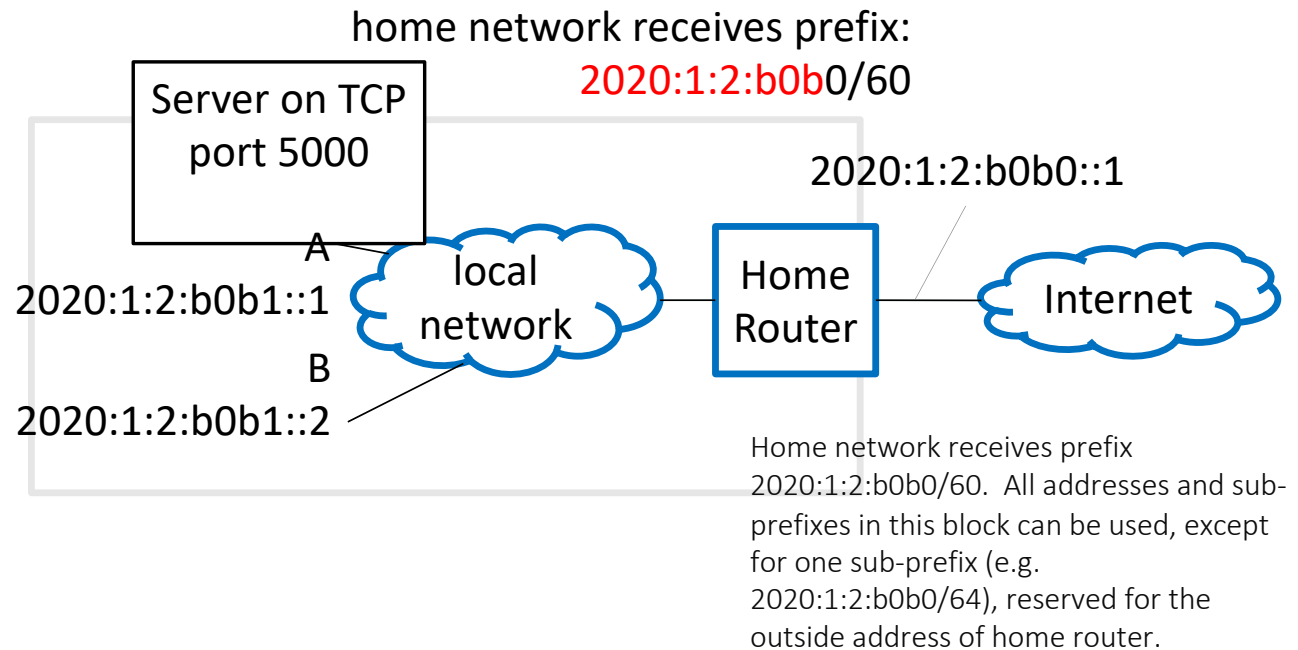 home network receives prefix:
2020:1:2:b0b0/60
Server on TCP
port 5000
2020:1:2:b0b0::1
A
2020:1:2:b0b1::1
local
network
Home
Router
Internet
B
2020:1:2:b0b1::2
Home network receives prefix
2020:1:2:b0b0/60. All addresses and sub-
prefixes in this block can be used, except
for one sub-prefix (e.g.
2020:1:2:b0b0/64), reserved for the
outside address of home router.